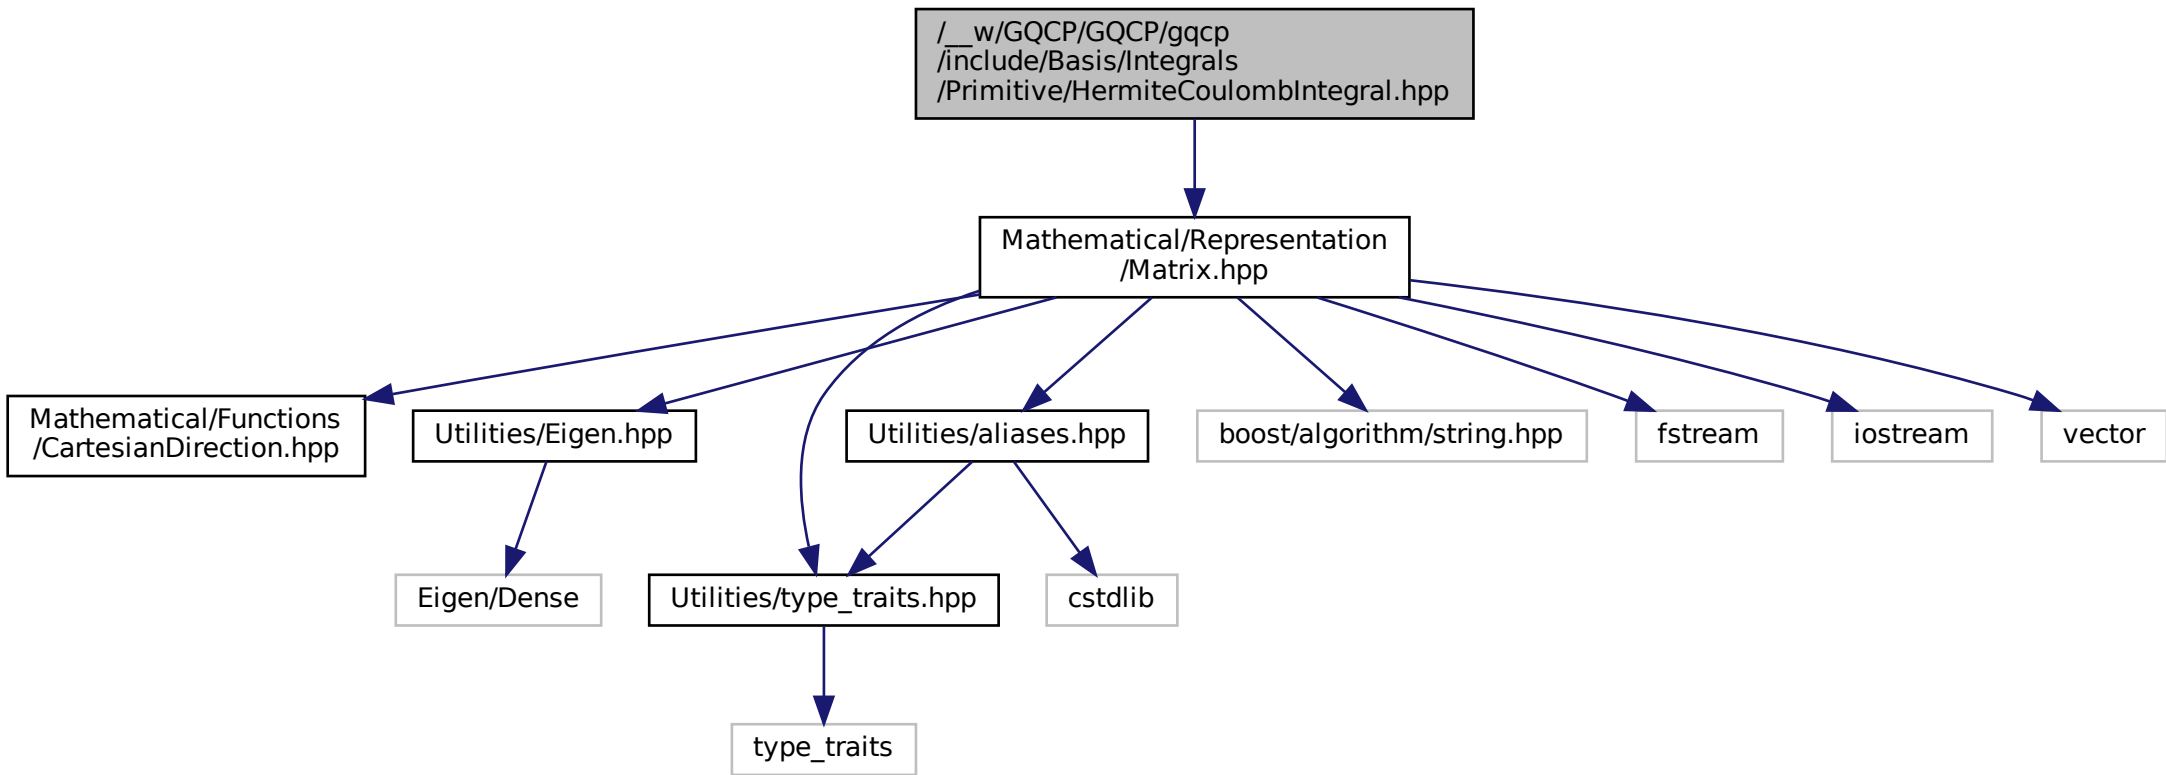 /__w/GQCP/GQCP/gqcp
/include/Basis/Integrals
/Primitive/HermiteCoulombIntegral.hpp
Mathematical/Representation
/Matrix.hpp
Mathematical/Functions
/CartesianDirection.hpp
Utilities/Eigen.hpp
Utilities/aliases.hpp
boost/algorithm/string.hpp
fstream
iostream
vector
Eigen/Dense
Utilities/type_traits.hpp
cstdlib
type_traits